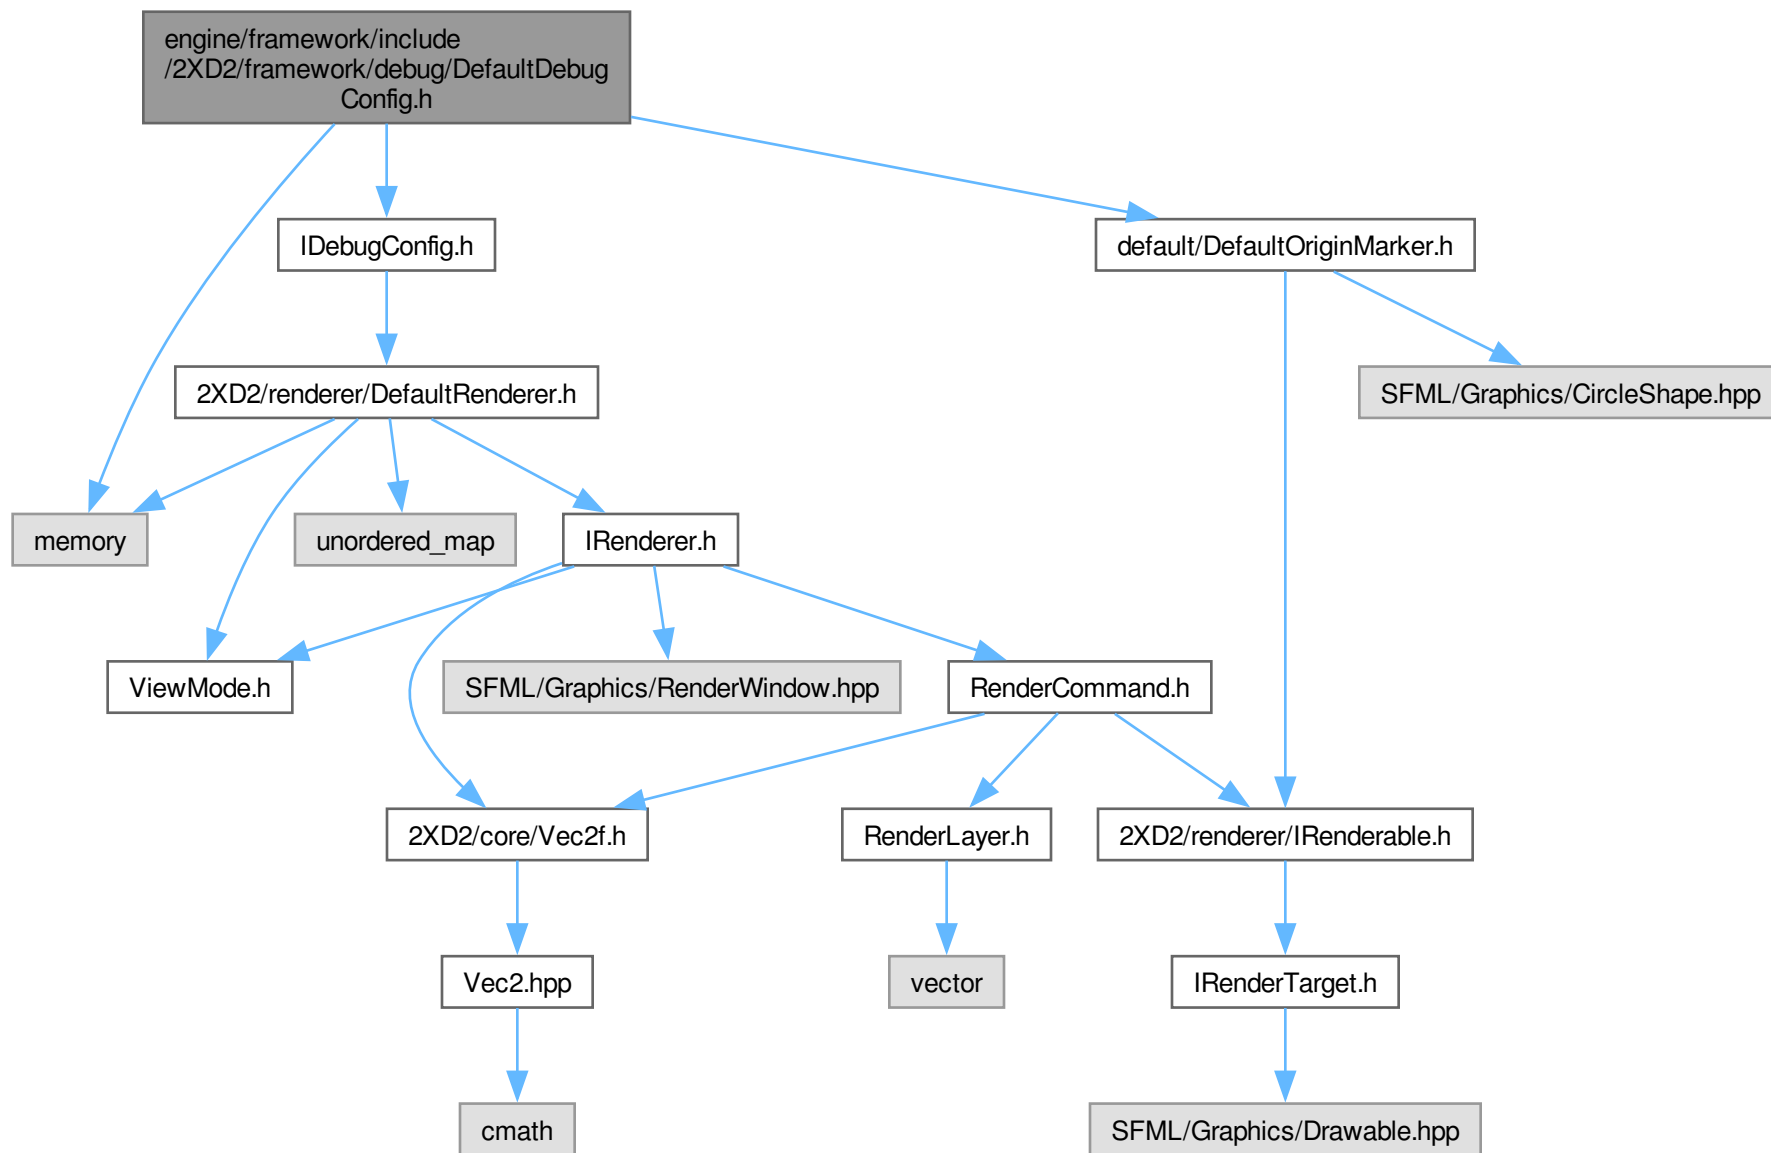 engine/framework/include
/2XD2/framework/debug/DefaultDebug
Config.h
IDebugConfig.h
default/DefaultOriginMarker.h
2XD2/renderer/DefaultRenderer.h
SFML/Graphics/CircleShape.hpp
memory
unordered_map
IRenderer.h
ViewMode.h
SFML/Graphics/RenderWindow.hpp
RenderCommand.h
2XD2/core/Vec2f.h
RenderLayer.h
2XD2/renderer/IRenderable.h
Vec2.hpp
vector
IRenderTarget.h
cmath
SFML/Graphics/Drawable.hpp